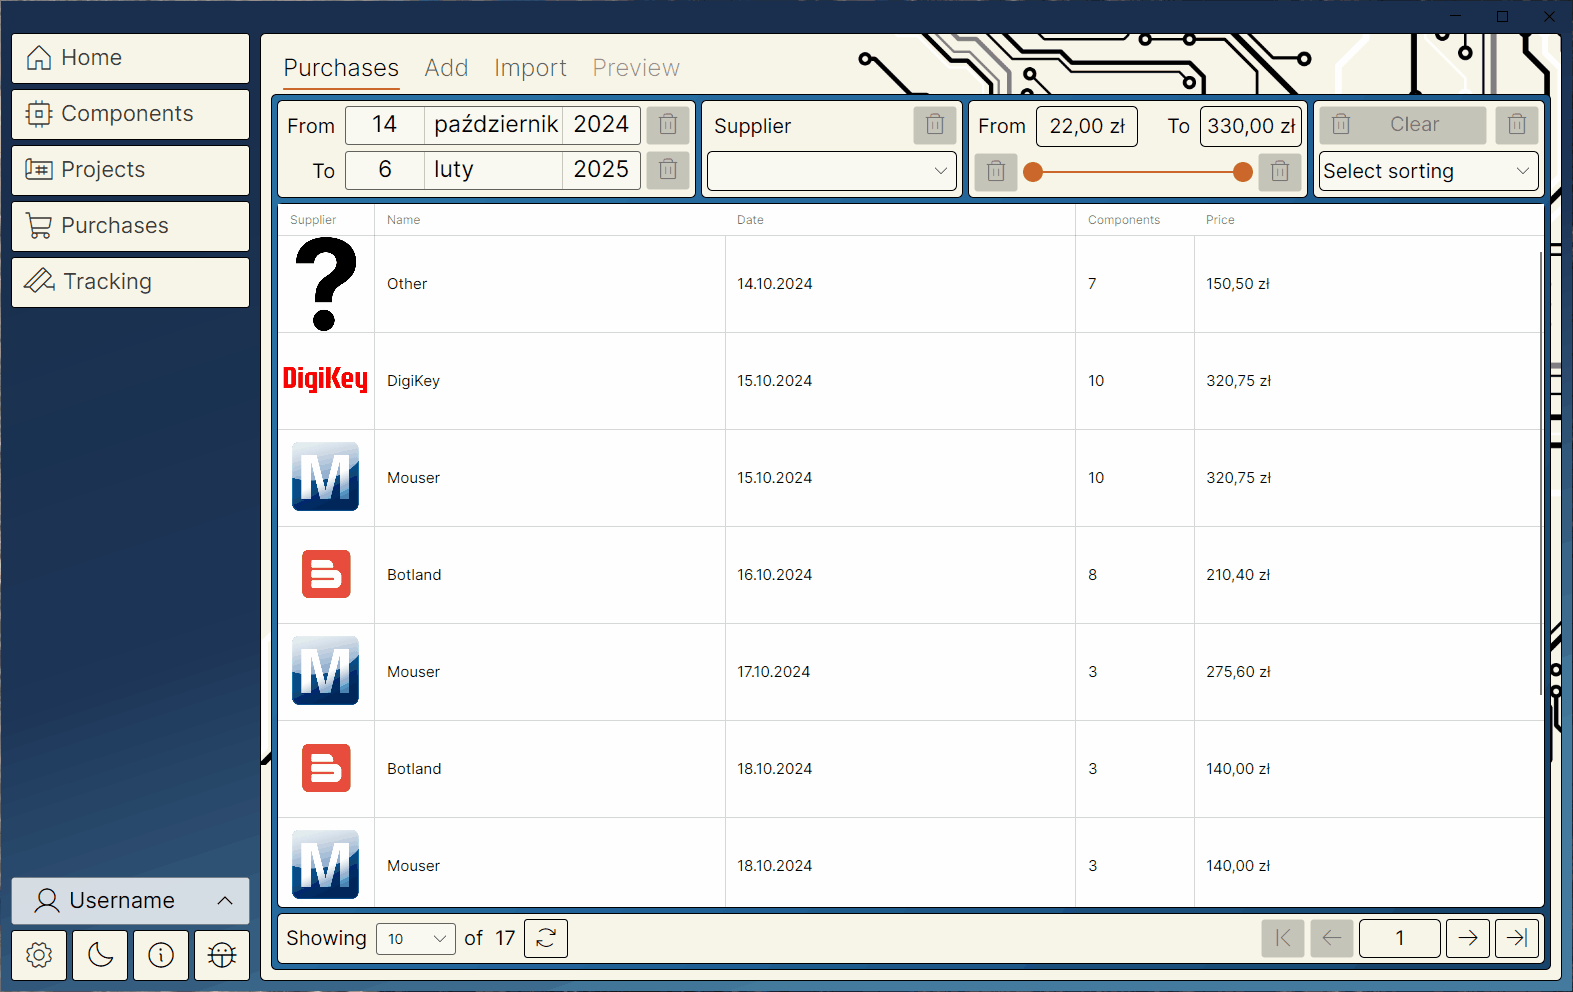 Home
Components
Projects
Purchases
Tracking
Purchases Add Import Preview
From 14 październik 2024
To 6 luty 2025
Supplier
From 22,00 zł To 330,00 zł
Clear
Select sorting
Supplier Name Date Components Price
? Other 14.10.2024 7 150,50 zł
DigiKey DigiKey 15.10.2024 10 320,75 zł
M Mouser 15.10.2024 10 320,75 zł
B Botland 16.10.2024 8 210,40 zł
M Mouser 17.10.2024 3 275,60 zł
B Botland 18.10.2024 3 140,00 zł
M Mouser 18.10.2024 3 140,00 zł
Username
Showing 10 of 17
1